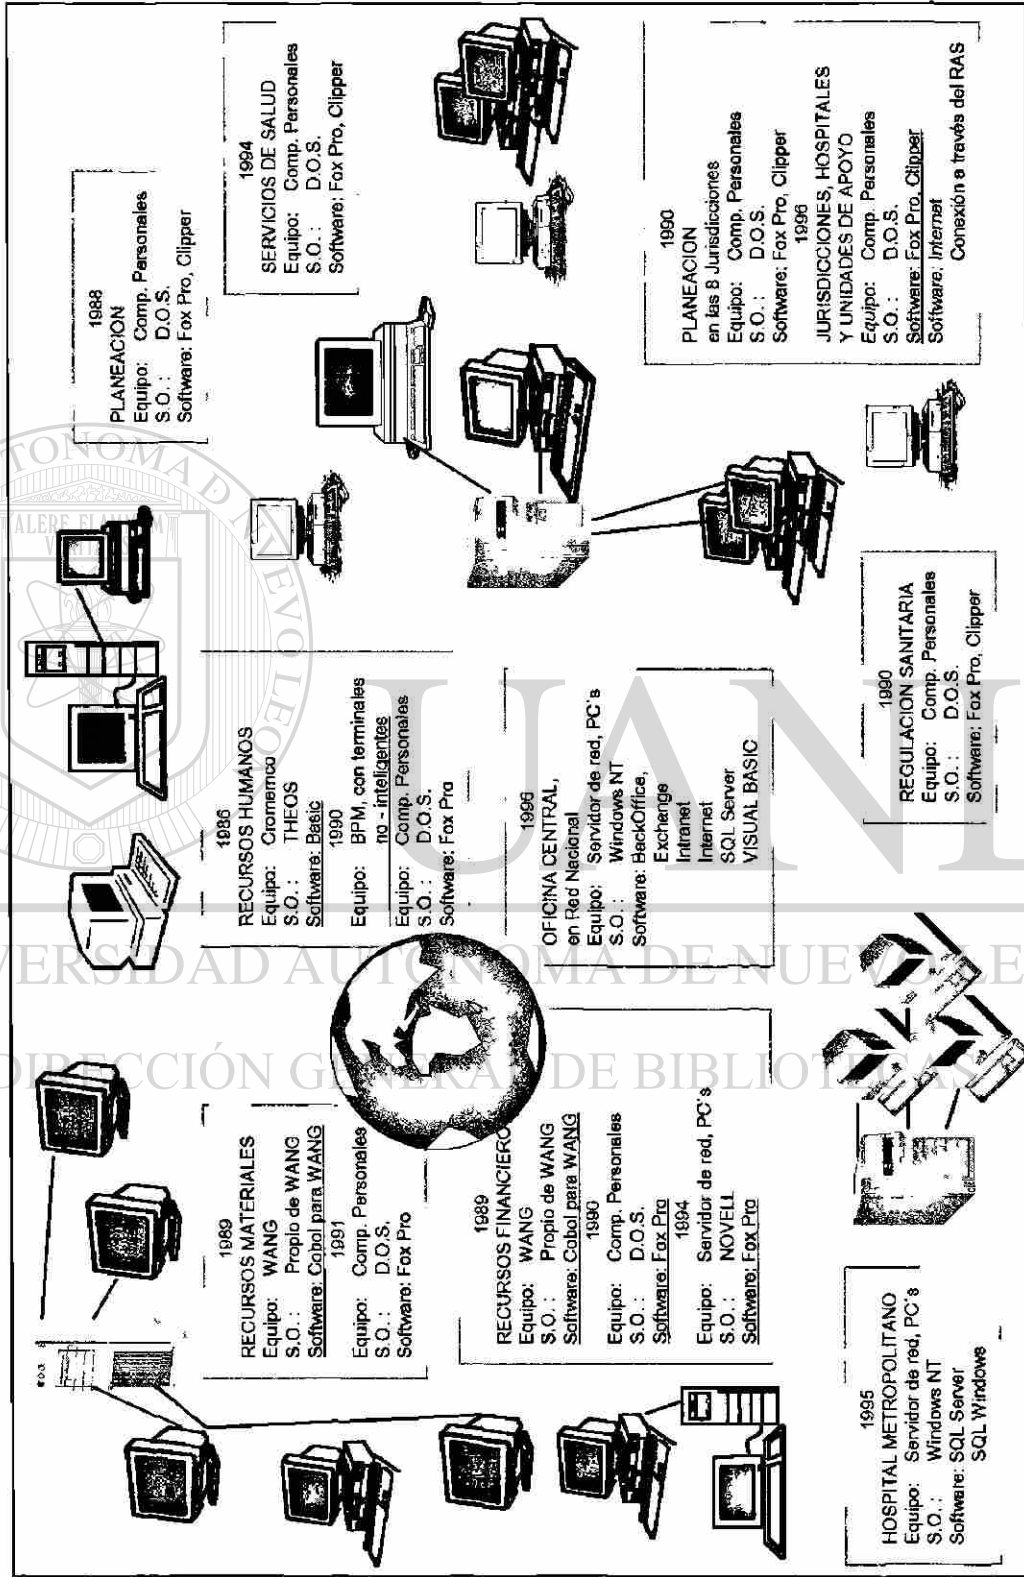 1989
RECURSOS MATERIALES
Equipo: WANG
S.O. : Propio de WANG
Software: Cobol para WANG
1991
Equipo: Comp. Personales
S.O. : D.O.S.
Software: Fox Pro
1986
RECURSOS HUMANOS
Equipo: Cromemco
S.O. : THEOS
Software: Basic
1990
Equipo: BPM, con terminales
no - inteligentes
Equipo: Comp. Personales
S.O. : D.O.S.
Software: Fox Pro
1988
PLANEACION
Equipo: Comp. Personales
S.O. : D.O.S.
Software: Fox Pro, Clipper
1994
SERVICIOS DE SALUD
Equipo: Comp. Personales
S.O. : D.O.S.
Software: Fox Pro, Clipper
1989
RECURSOS FINANCIERO
Equipo: WANG
S.O. : Propio de WANG
Software: Cobol para WANG
1990
Equipo: Comp. Personales
S.O. : D.O.S.
Software: Fox Pro
1994
Equipo: Servidor de red, PC's
S.O. : NOVELL
Software: Fox Pro
1996
OFICINA CENTRAL,
en Red Nacional
Equipo: Servidor de red, PC's
S.O. : Windows NT
Software: BackOffice,
Exchange
Intranet
Internet
SQL Server
VISUAL BASIC
1990
PLANEACION
en las 8 Jurisdicciones
Equipo: Comp. Personales
S.O. : D.O.S.
Software: Fox Pro, Clipper
1996
JURISDICCIONES, HOSPITALES
Y UNIDADES DE APOYO
Equipo: Comp. Personales
S.O. : D.O.S.
Software: Fox Pro, Clipper
Software: Internet
Conexión a través del RAS
1995
HOSPITAL METROPOLITANO
Equipo: Servidor de red, PC's
S.O. : Windows NT
Software: SQL Server
SQL Windows
1990
REGULACION SANITARIA
Equipo: Comp. Personales
S.O. : D.O.S.
Software: Fox Pro, Clipper
UANL
DIRECCIÓN GENERAL DE BIBLIOTECAS
ALERE FLAMMAM